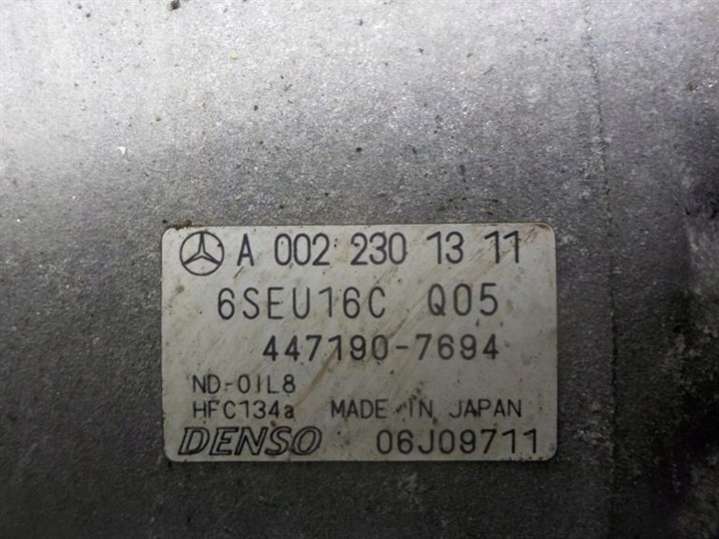 A 002 230 13 11
6SEU16C Q05
447190-7694
ND-OIL8
HFC134a MADE IN JAPAN
DENSO 06J09711